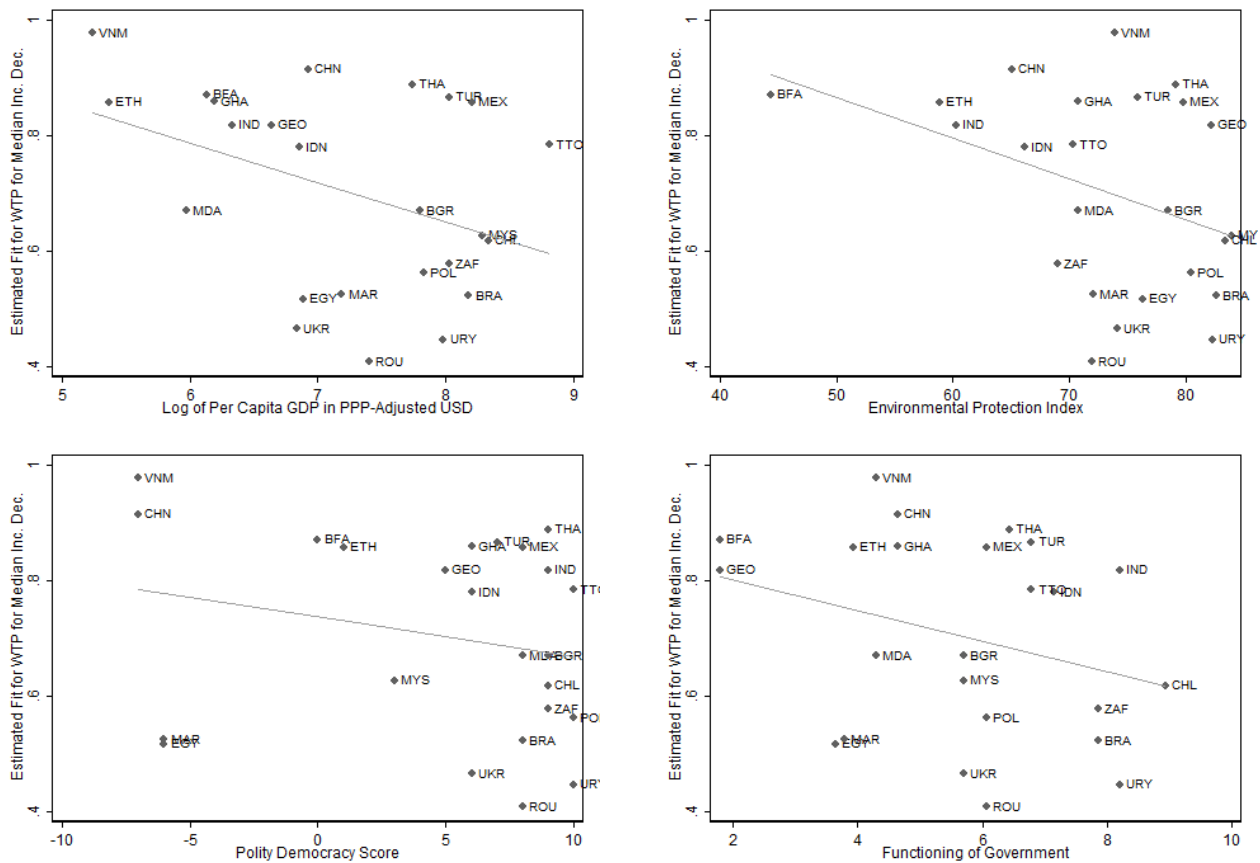 Estimated Fit for WTP for Median Inc. Dec.
1
.8
.6
.4
VNM
CHN
THA
TUR
MEX
ETH
BFA
GHA
IND
GEO
IDN
TTO
MDA
BGR
MYS
CHL
ZAF
POL
EGY
MAR
BRA
UKR
URY
ROU
5 6 7 8 9
Log of Per Capita GDP in PPP-Adjusted USD
Estimated Fit for WTP for Median Inc. Dec.
1
.8
.6
.4
VNM
CHN
THA
BFA
ETH
GHA
TUR
MEX
IND
GEO
IDN
TTO
MDA
BGR
MY
CHL
ZAF
POL
MAR
EGY
BRA
UKR
URY
ROU
40 50 60 70 80
Environmental Protection Index
Estimated Fit for WTP for Median Inc. Dec.
1
.8
.6
.4
VNM
CHN
THA
BFA
ETH
GHA
TUR
MEX
GEO
IND
IDN
TTO
MDA
BGR
MYS
CHL
ZAF
POL
MAR
EGY
BRA
UKR
URY
ROU
-10 -5 0 5 10
Polity Democracy Score
Estimated Fit for WTP for Median Inc. Dec.
1
.8
.6
.4
VNM
CHN
THA
BFA
ETH
GHA
MEX
TUR
GEO
IND
TTO
IDN
MDA
BGR
MYS
CHL
POL
ZAF
EGY
MAR
BRA
UKR
URY
ROU
2 4 6 8 10
Functioning of Government